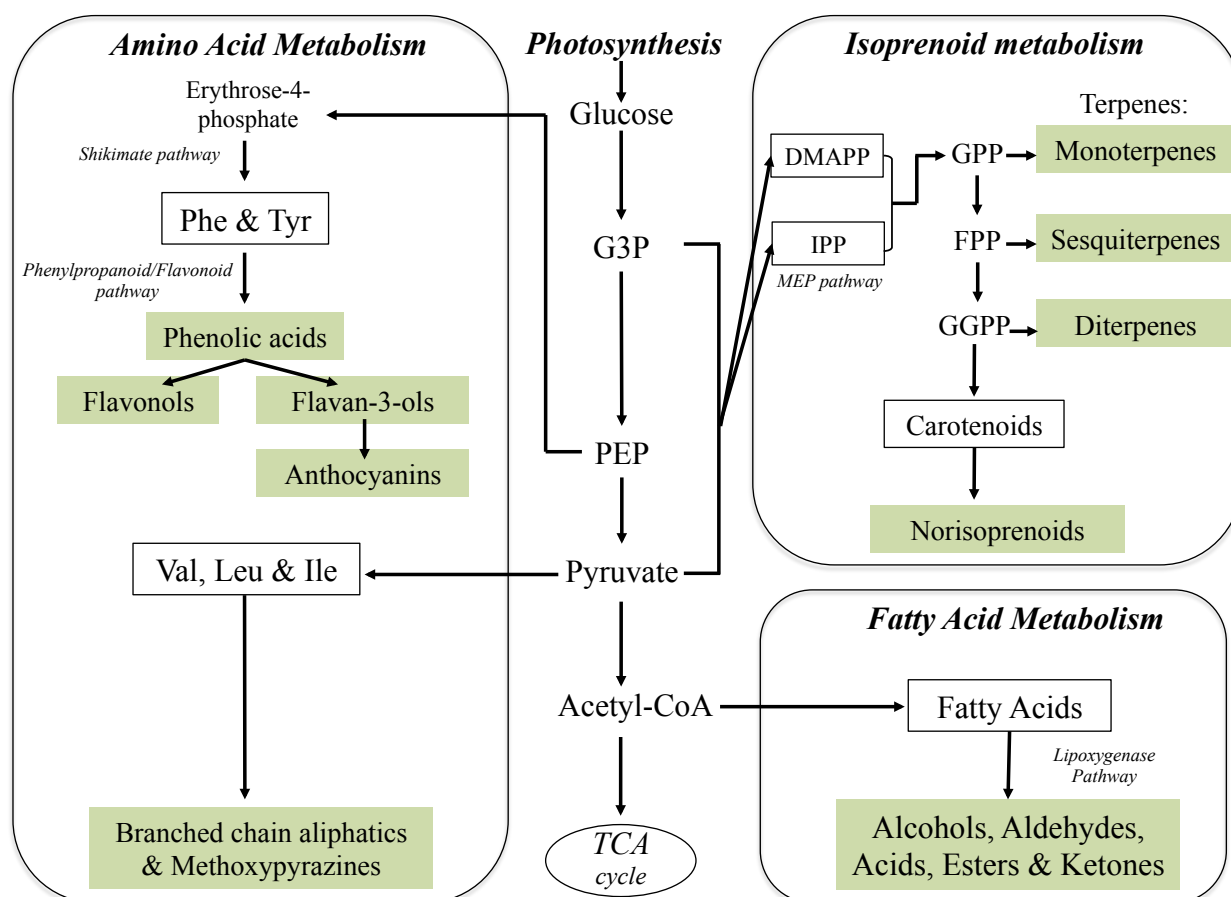 Amino Acid Metabolism
Erythrose-4-
phosphate
Shikimate pathway
Phe & Tyr
Phenylpropanoid/Flavonoid
pathway
Phenolic acids
Flavonols
Flavan-3-ols
Anthocyanins
Val, Leu & Ile
Branched chain aliphatics
& Methoxypyrazines
Photosynthesis
Glucose
G3P
PEP
Pyruvate
Acetyl-CoA
TCA
cycle
Isoprenoid metabolism
Terpenes:
DMAPP
GPP
Monoterpenes
IPP
FPP
Sesquiterpenes
MEP pathway
GGPP
Diterpenes
Carotenoids
Norisoprenoids
Fatty Acid Metabolism
Fatty Acids
Lipoxygenase
Pathway
Alcohols, Aldehydes,
Acids, Esters & Ketones